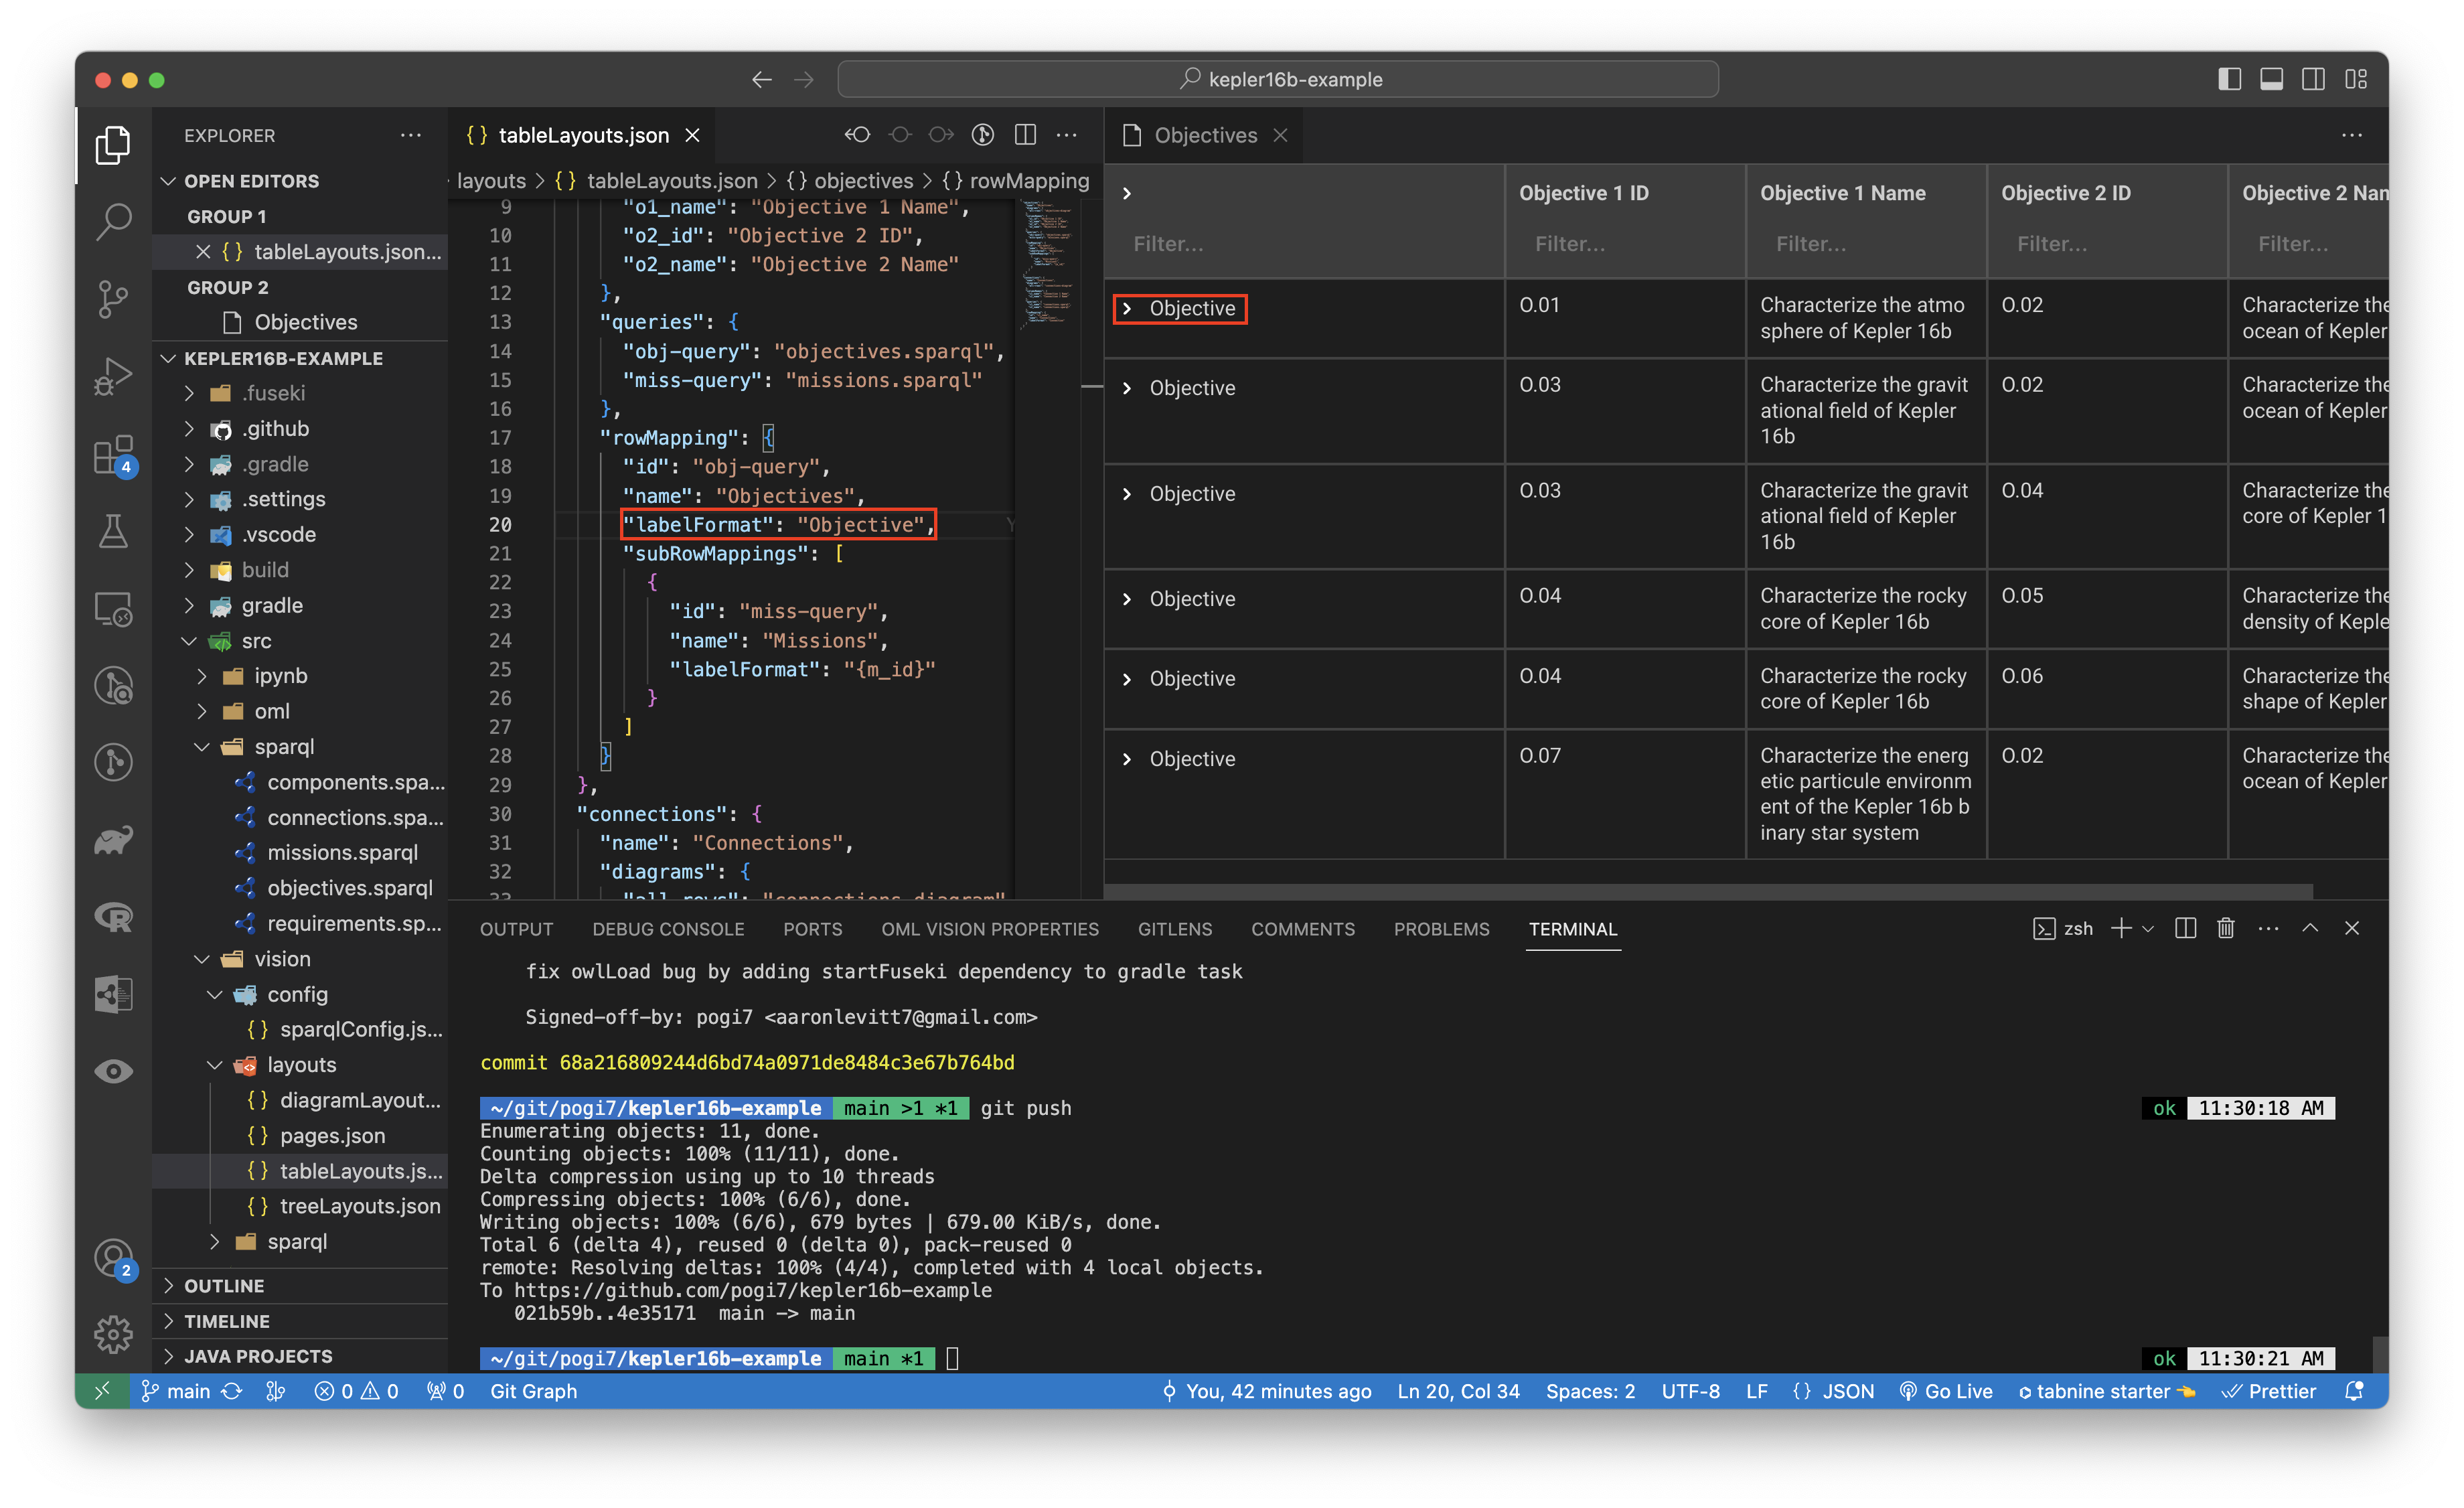 kepler16b-example
EXPLORER
OPEN EDITORS
GROUP 1
tableLayouts.json...
GROUP 2
Objectives
KEPLER16B-EXAMPLE
.fuseki
.github
.gradle
.settings
.vscode
build
gradle
src
ipynb
oml
sparql
components.spa...
connections.spa...
missions.sparql
objectives.sparql
requirements.sp...
vision
config
sparqlConfig.js...
layouts
diagramLayout...
pages.json
tableLayouts.js...
treeLayouts.json
sparql
OUTLINE
TIMELINE
JAVA PROJECTS
4
2
{} tableLayouts.json
layouts > {} tableLayouts.json > {} objectives > {} rowMapping
9 "o1_name": "Objective 1 Name",
10 "o2_id": "Objective 2 ID",
11 "o2_name": "Objective 2 Name"
12 },
13 "queries": {
14 "obj-query": "objectives.sparql",
15 "miss-query": "missions.sparql"
16 },
17 "rowMapping": {
18 "id": "obj-query",
19 "name": "Objectives",
20 "labelFormat": "Objective",
21 "subRowMappings": [
22 {
23 "id": "miss-query",
24 "name": "Missions",
25 "labelFormat": "{m_id}"
26 }
27 ]
28 }
29 },
30 "connections": {
31 "name": "Connections",
32 "diagrams": {
Objectives
Objective 1 ID Objective 1 Name Objective 2 ID Objective 2 Nan
Filter... Filter... Filter... Filter... Filter...
Objective O.01 Characterize the atmo O.02 Characterize the
sphere of Kepler 16b ocean of Kepler
Objective O.03 Characterize the gravit O.02 Characterize the
ational field of Kepler ocean of Kepler
16b
Objective O.03 Characterize the gravit O.04 Characterize the
ational field of Kepler core of Kepler 1
16b
Objective O.04 Characterize the rocky O.05 Characterize the
core of Kepler 16b density of Keple
Objective O.04 Characterize the rocky O.06 Characterize the
core of Kepler 16b shape of Kepler
Objective O.07 Characterize the energ O.02 Characterize the
etic particule environm ocean of Kepler
ent of the Kepler 16b b
inary star system
OUTPUT DEBUG CONSOLE PORTS OML VISION PROPERTIES GITLENS COMMENTS PROBLEMS TERMINAL zsh
fix owlLoad bug by adding startFuseki dependency to gradle task
Signed-off-by: pogi7 <aaronlevitt7@gmail.com>
commit 68a216809244d6bd74a0971de8484c3e67b764bd
~/git/pogi7/kepler16b-example main >1 *1 git push ok 11:30:18 AM
Enumerating objects: 11, done.
Counting objects: 100% (11/11), done.
Delta compression using up to 10 threads
Compressing objects: 100% (6/6), done.
Writing objects: 100% (6/6), 679 bytes | 679.00 KiB/s, done.
Total 6 (delta 4), reused 0 (delta 0), pack-reused 0
remote: Resolving deltas: 100% (4/4), completed with 4 local objects.
To https://github.com/pogi7/kepler16b-example
021b59b..4e35171 main -> main
~/git/pogi7/kepler16b-example main *1 ok 11:30:21 AM
main 0 0 0 Git Graph You, 42 minutes ago Ln 20, Col 34 Spaces: 2 UTF-8 LF {} JSON Go Live tabnine starter Prettier